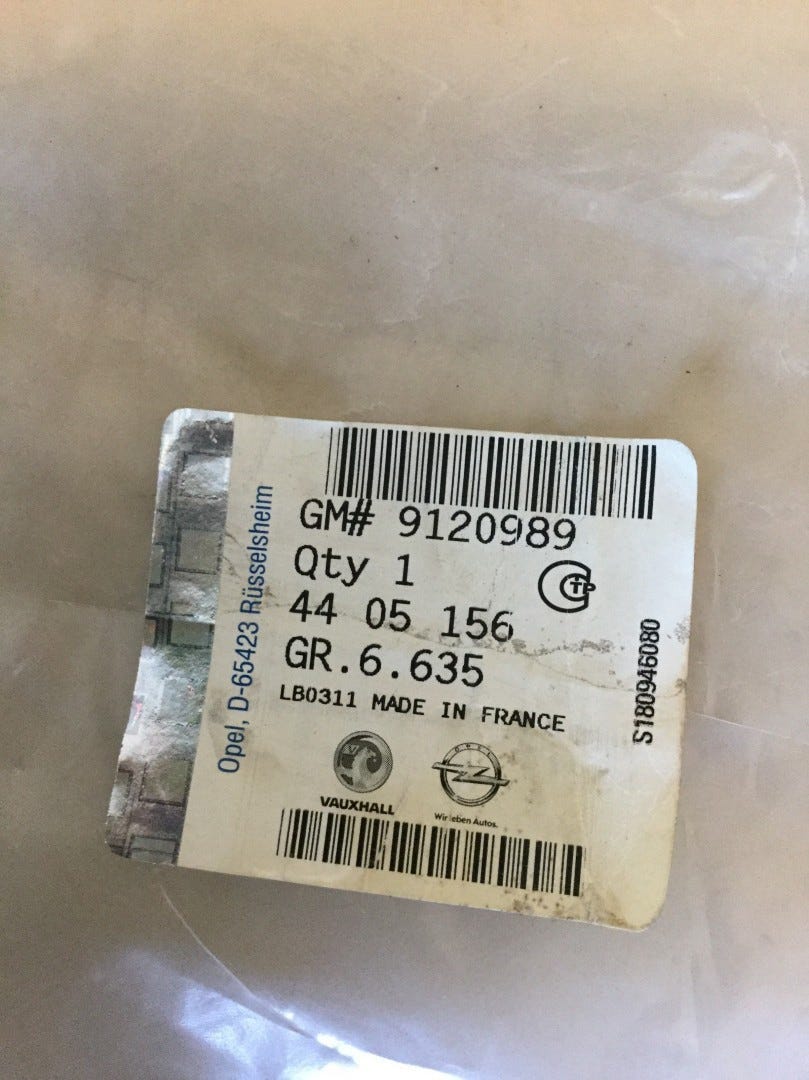 GM# 9120989
Qty 1
44 05 156
GR.6.635
LB0311 MADE IN FRANCE
VAUXHALL
OPEL
Wir leben Autos.
Opel, D-65423 Rüsselsheim
S180946080